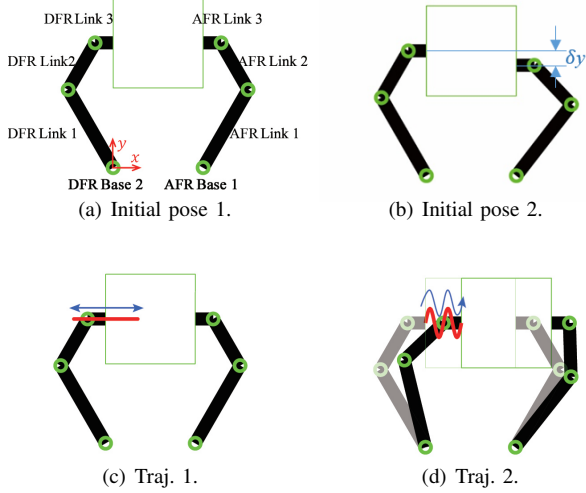 DFR Link 3 AFR Link 3
DFR Link2 AFR Link 2
δy
DFR Link 1 AFR Link 1
y
x
DFR Base 2 AFR Base 1
(a) Initial pose 1. (b) Initial pose 2.
(c) Traj. 1. (d) Traj. 2.